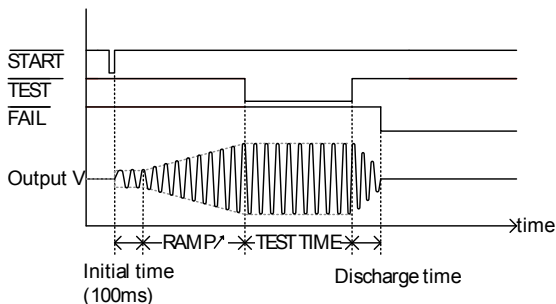 START
TEST
FAIL
Output V
time
RAMP↗ TEST TIME
Initial time
(100ms)
Discharge time